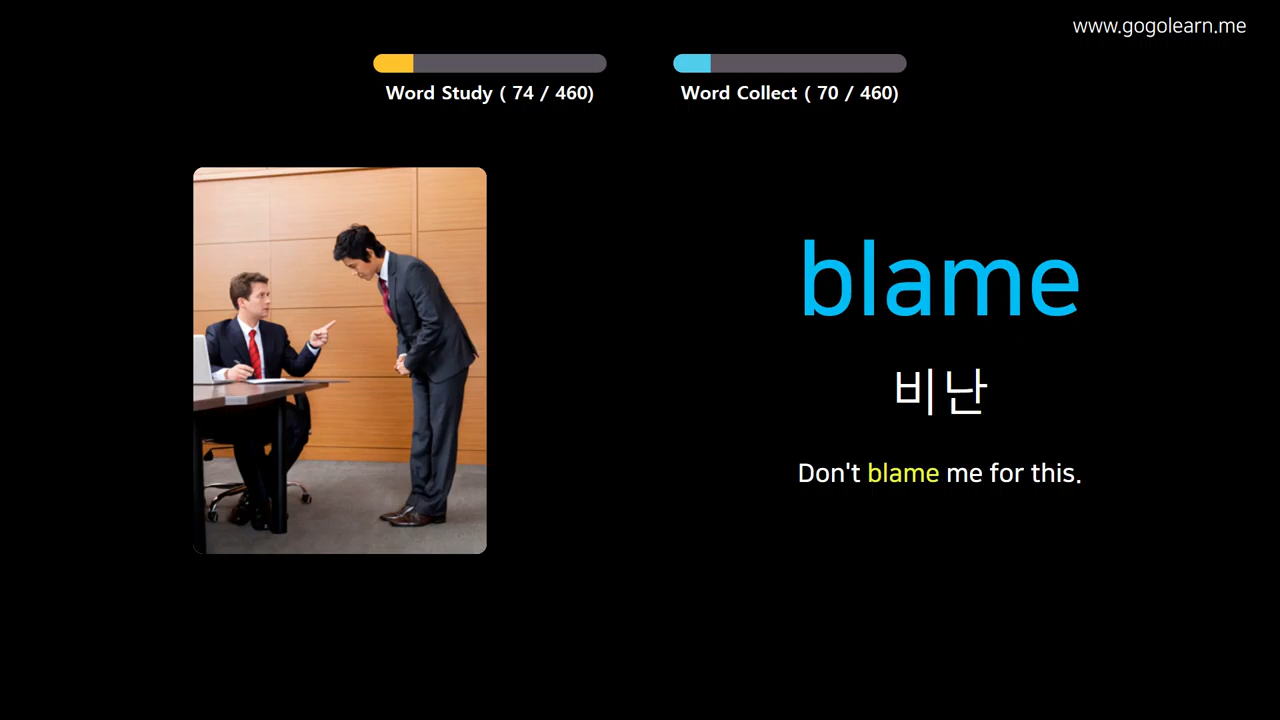 www.gogolearn.me
Word Study ( 74 / 460)
Word Collect ( 70 / 460)
blame
비난
Don't blame me for this.